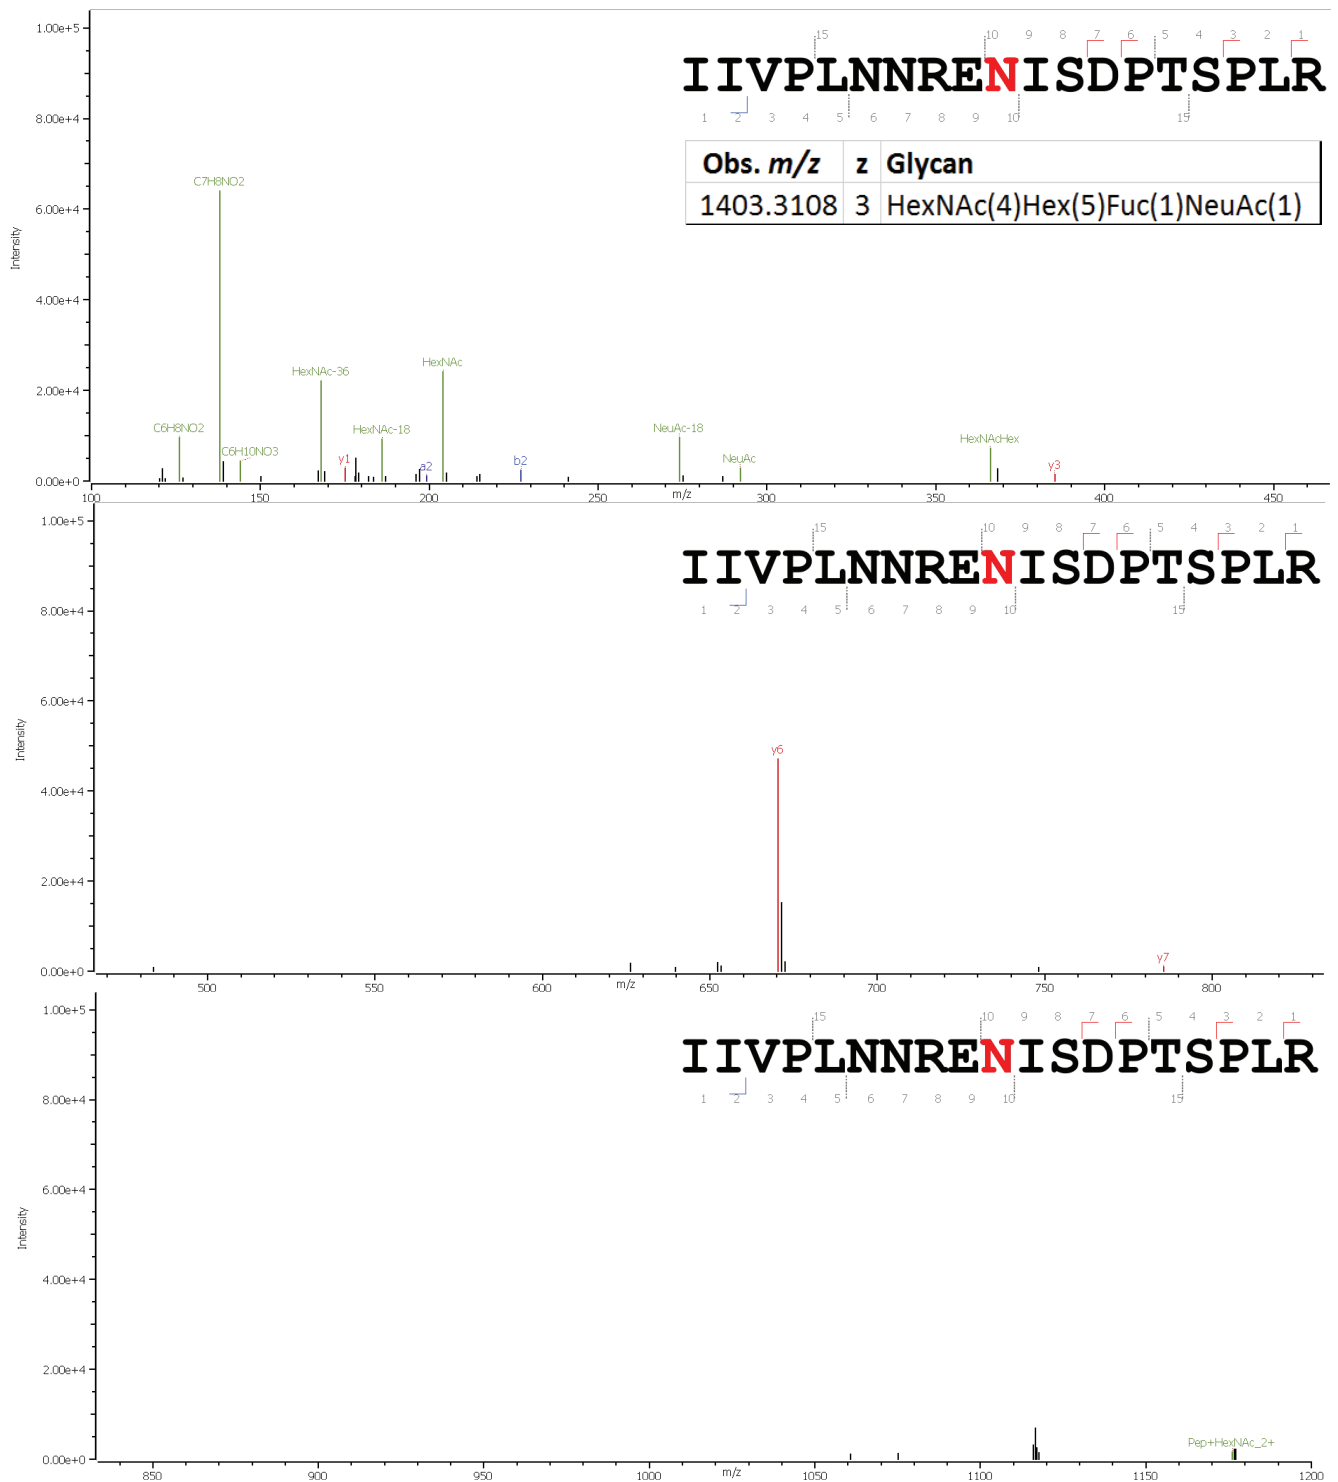 1.00e+5
15 10 9 8 7 6 5 4 3 2 1
IIVPLNNRENISDPTSPLR
1 2 3 4 5 6 7 8 9 10 15
8.00e+4
Obs. m/z z Glycan
1403.3108 3 HexNAc(4)Hex(5)Fuc(1)NeuAc(1)
C7H8NO2
6.00e+4
Intensity
4.00e+4
HexNAc-36
HexNAc
2.00e+4
C6H8NO2
C6H10NO3
HexNAc-18
NeuAc-18
NeuAc
HexNAcHex
y1
a2
b2
y3
0.00e+0
100 150 200 250 m/z 300 350 400 450
1.00e+5
15 10 9 8 7 6 5 4 3 2 1
IIVPLNNRENISDPTSPLR
1 2 3 4 5 6 7 8 9 10 15
8.00e+4
6.00e+4
Intensity
y6
4.00e+4
2.00e+4
y7
0.00e+0
500 550 600 m/z 650 700 750 800
1.00e+5
15 10 9 8 7 6 5 4 3 2 1
IIVPLNNRENISDPTSPLR
1 2 3 4 5 6 7 8 9 10 15
8.00e+4
6.00e+4
Intensity
4.00e+4
2.00e+4
Pep+HexNAc_2+
0.00e+0
850 900 950 1000 m/z 1050 1100 1150 1200